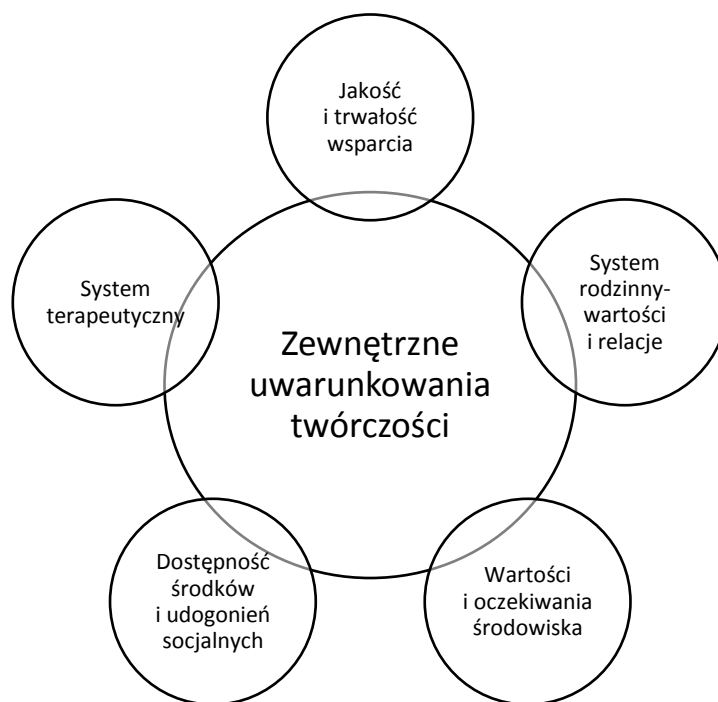 Jakość
i trwałość
wsparcia
System
terapeutyczny
System
rodzinny-
wartości
i relacje
Zewnętrzne
uwarunkowania
twórczości
Dostępność
środków
i udogonień
socjalnych
Wartości
i oczekiwania
środowiska